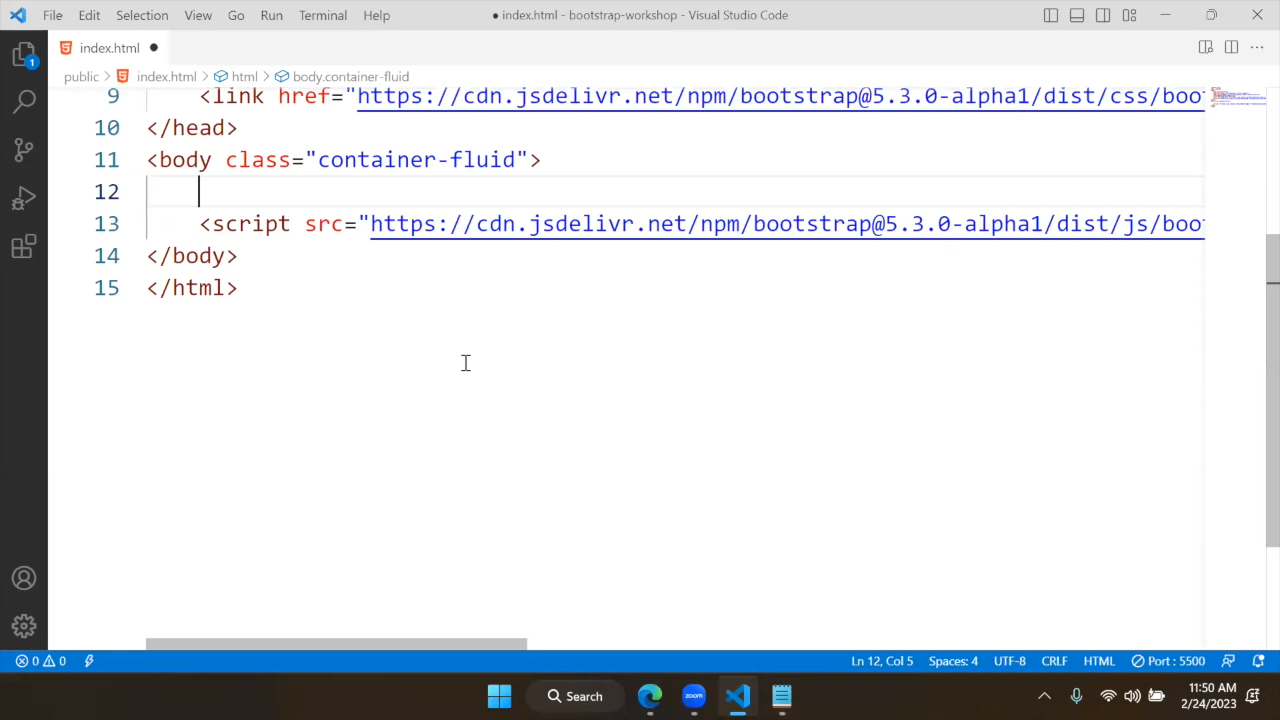 File Edit Selection View Go Run Terminal Help ● index.html - bootstrap-workshop - Visual Studio Code
index.html ●
public > index.html > html > body.container-fluid
9 <link href="https://cdn.jsdelivr.net/npm/bootstrap@5.3.0-alpha1/dist/css/boo
10 </head>
11 <body class="container-fluid">
12
13 <script src="https://cdn.jsdelivr.net/npm/bootstrap@5.3.0-alpha1/dist/js/boo
14 </body>
15 </html>
1
0 0 Ln 12, Col 5 Spaces: 4 UTF-8 CRLF HTML Port : 5500
Search zoom 11:50 AM
2/24/2023